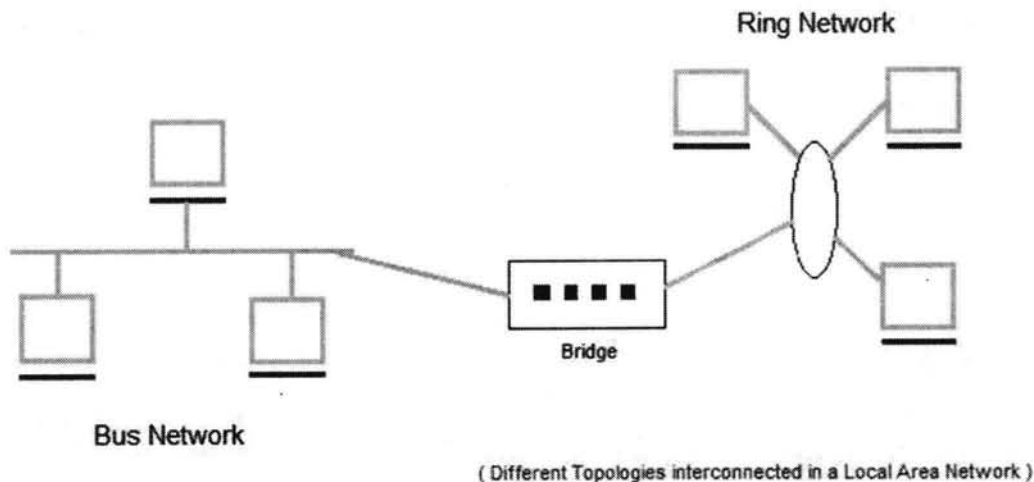 Ring Network
Bridge
Bus Network
( Different Topologies interconnected in a Local Area Network )